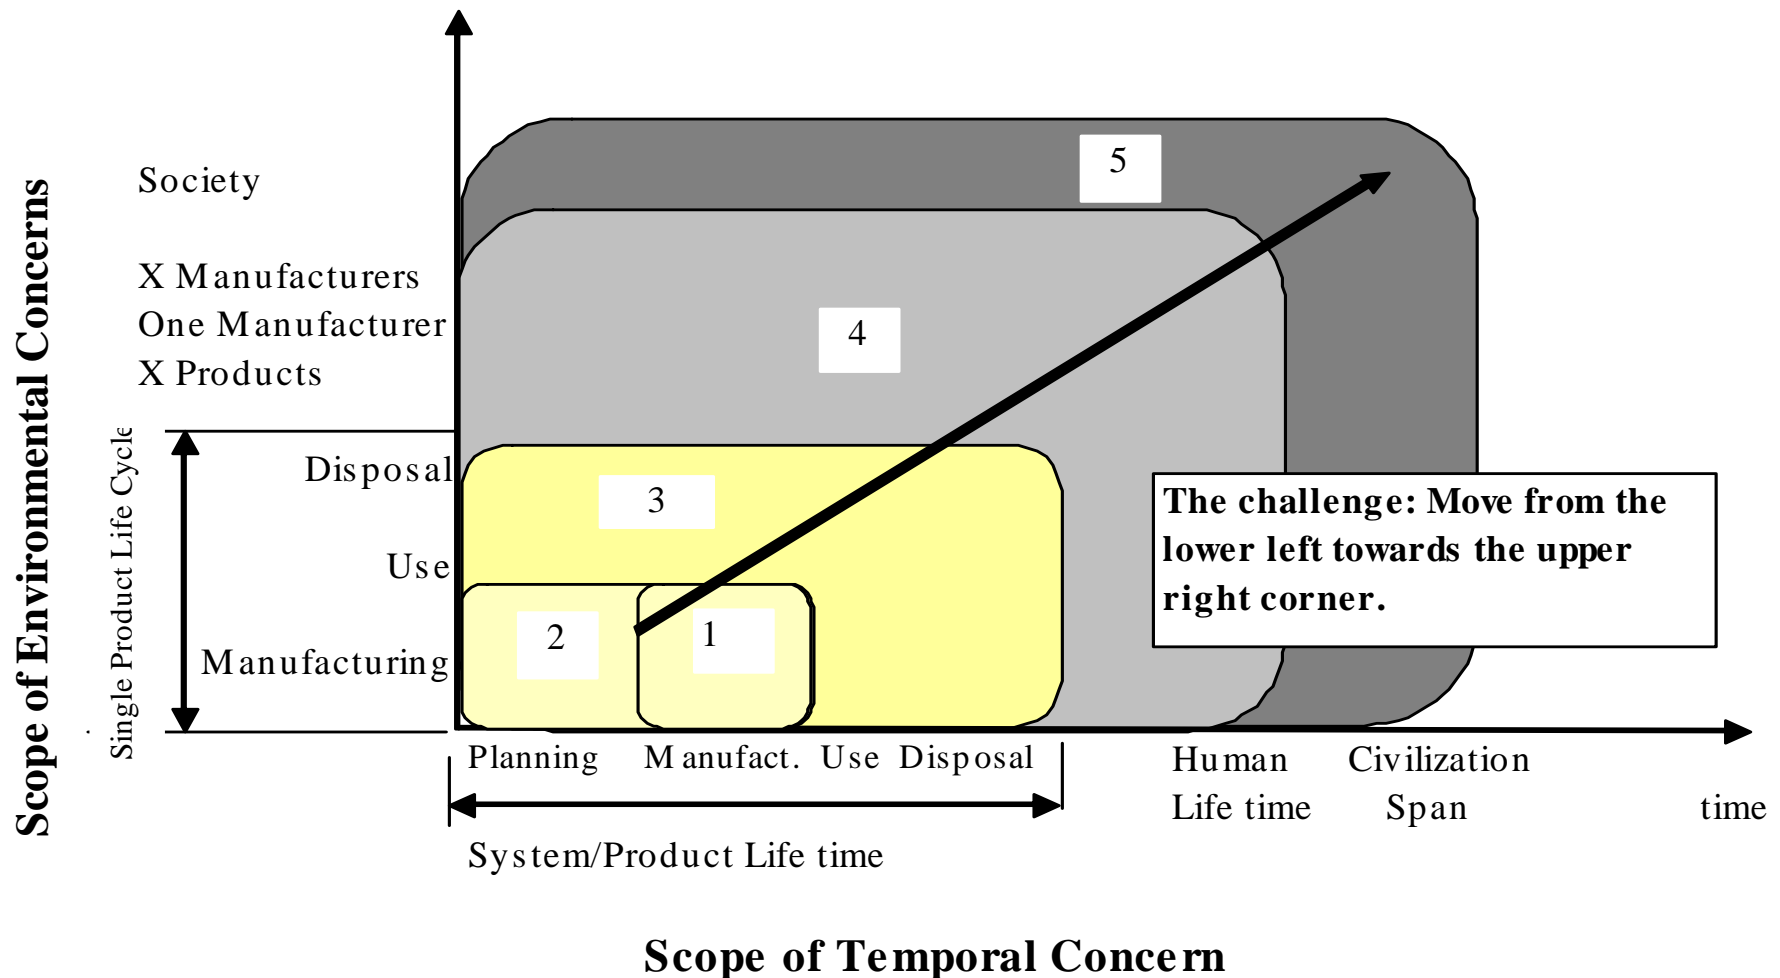 Scope of Environmental Concerns
Single Product Life Cycle
Society
X Manufacturers
One Manufacturer
X Products
Disposal
Use
Manufacturing
5
4
3
2
1
The challenge: Move from the
lower left towards the upper
right corner.
Planning Manufact. Use Disposal
Human
Life time
Civilization
Span
time
System/Product Life time
Scope of Temporal Concern